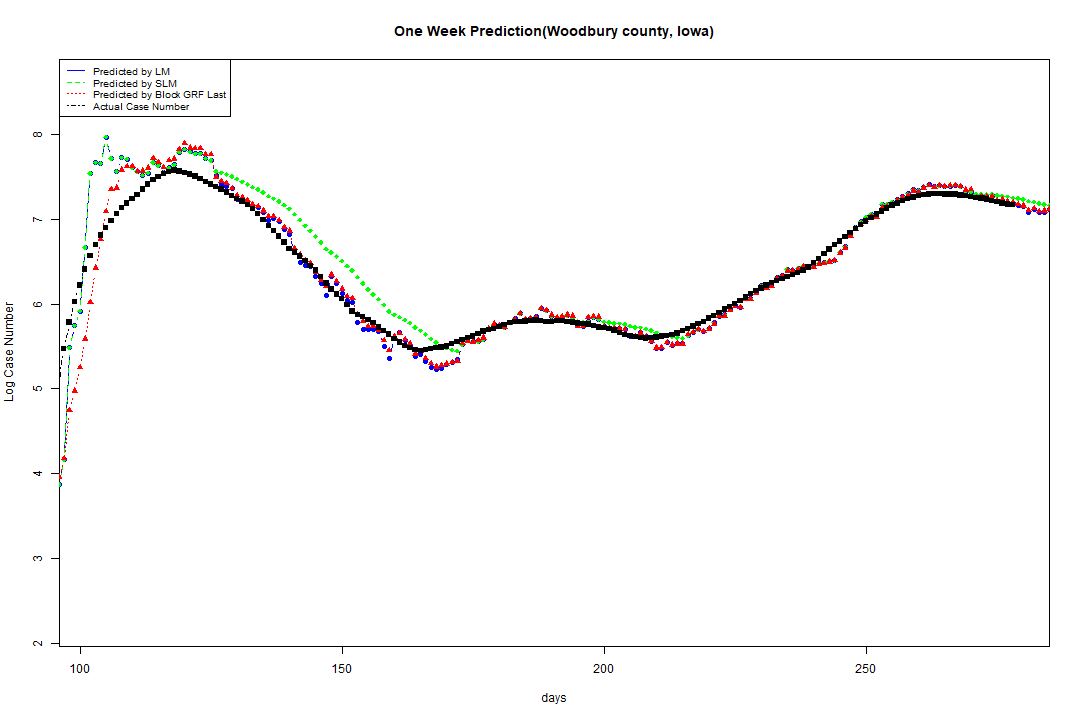 One Week Prediction(Woodbury county, Iowa)
Predicted by LM
Predicted by SLM
Predicted by Block GRF Last
Actual Case Number
8
7
6
5
4
3
2
Log Case Number
100 150 200 250
days